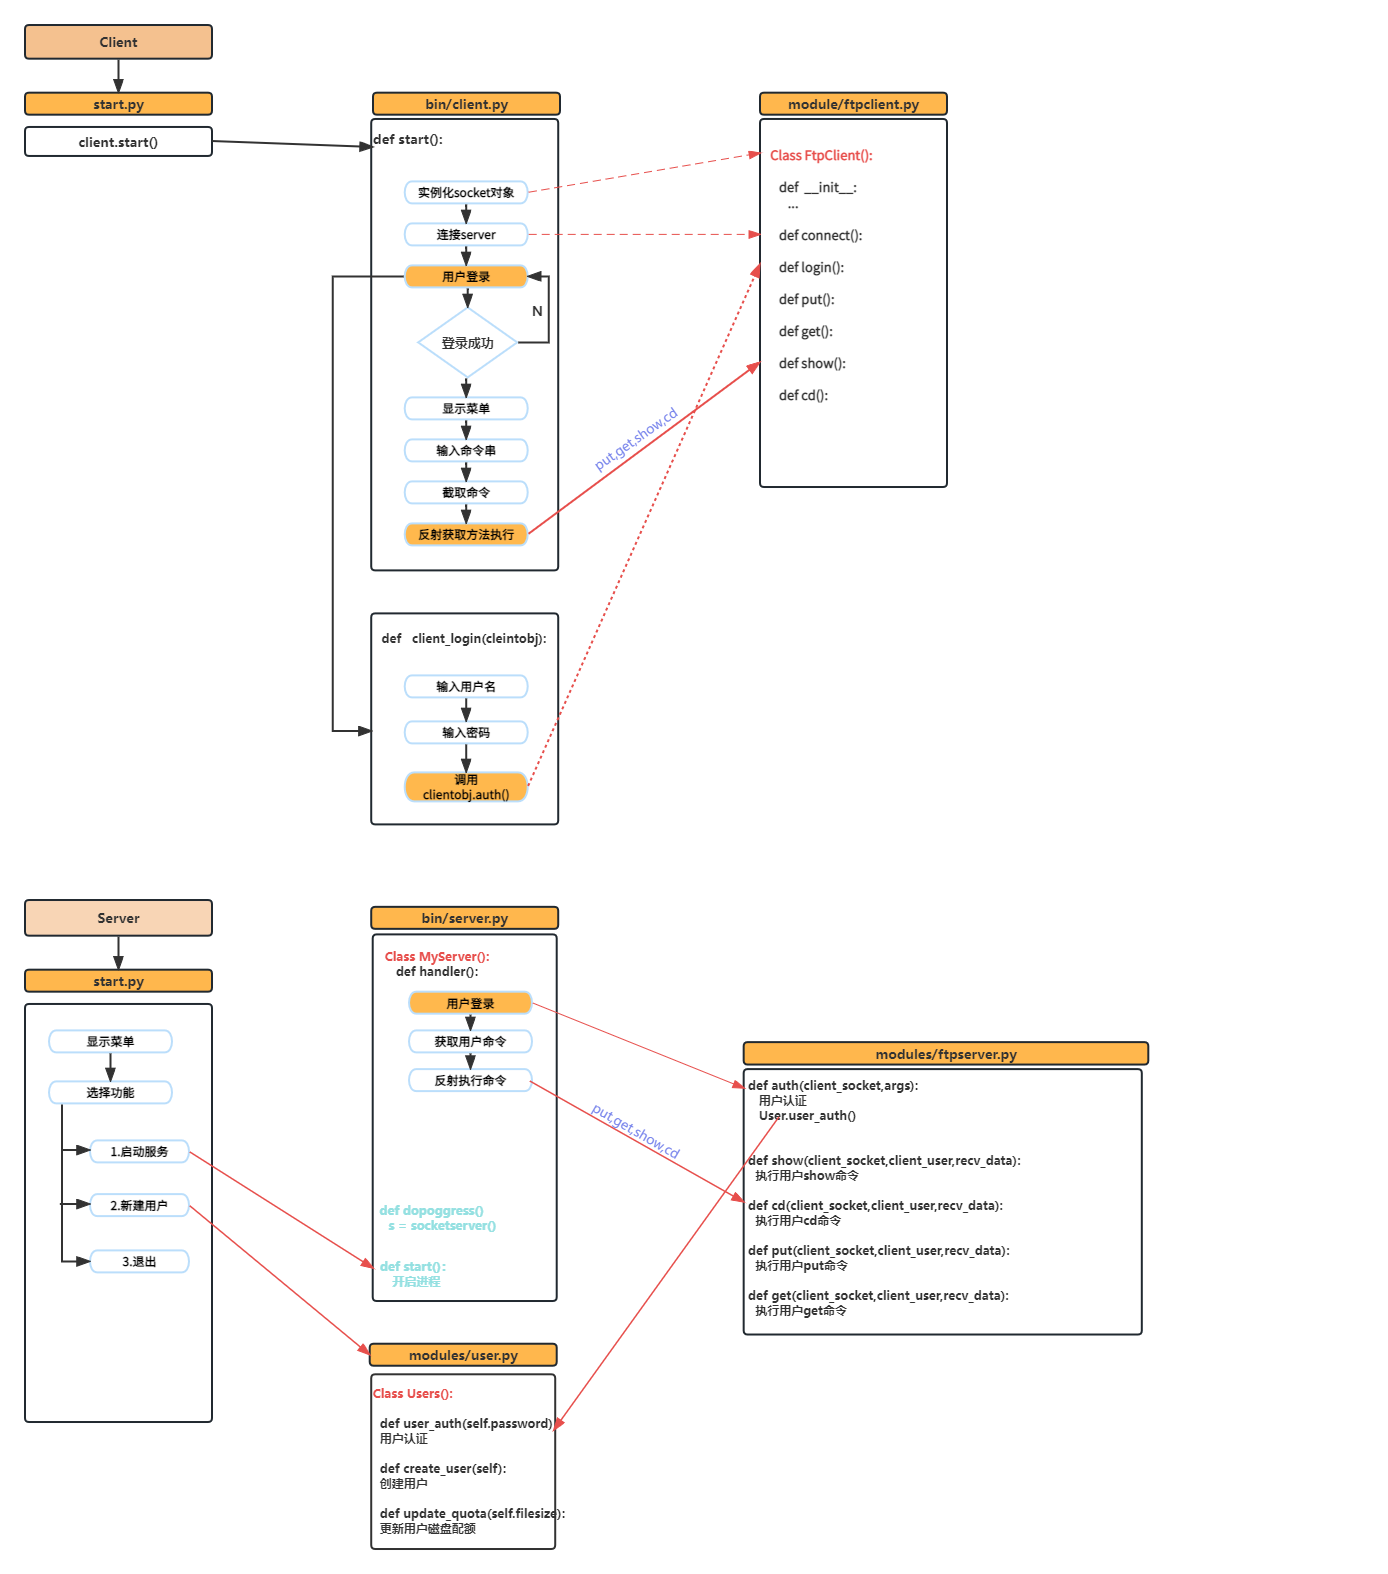 Client
start.py
client.start()
bin/client.py
def start():
实例化socket对象
连接server
用户登录
N
登录成功
显示菜单
输入命令串
截取命令
反射获取方法执行
put,get,show,cd
module/ftpclient.py
Class FtpClient():
def __init__:
...
def connect():
def login():
def put():
def get():
def show():
def cd():
def client_login(cleintobj):
输入用户名
输入密码
调用
clientobj.auth()
Server
start.py
显示菜单
选择功能
1.启动服务
2.新建用户
3.退出
bin/server.py
Class MyServer():
def handler():
用户登录
获取用户命令
反射执行命令
put,get,show,cd
def dopoggress()
s = socketserver()
def start():
开启进程
modules/ftpserver.py
def auth(client_socket,args):
用户认证
User.user_auth()
def show(client_socket,client_user,recv_data):
执行用户show命令
def cd(client_socket,client_user,recv_data):
执行用户cd命令
def put(client_socket,client_user,recv_data):
执行用户put命令
def get(client_socket,client_user,recv_data):
执行用户get命令
modules/user.py
Class Users():
def user_auth(self.password)
用户认证
def create_user(self):
创建用户
def update_quota(self.filesize):
更新用户磁盘配额